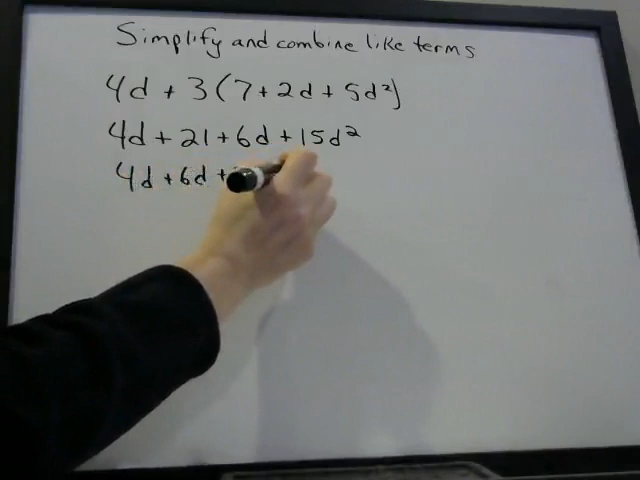 Simplify and combine like terms
4d + 3(7+2d+5d²)
4d+21+6d+15d²
4d+6d+